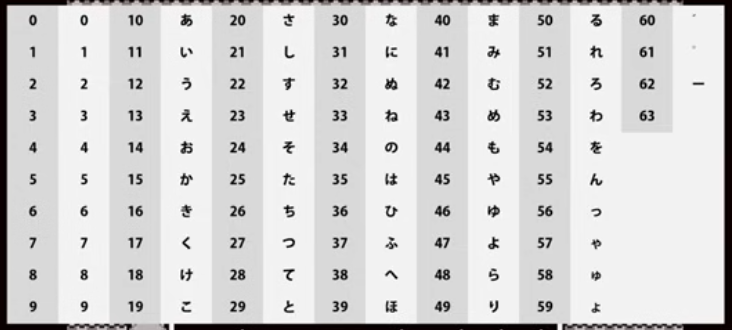 0 0 10 あ 20 さ 30 な 40 ま 50 る 60 ゛
1 1 11 い 21 し 31 に 41 み 51 れ 61 ゜
2 2 12 う 22 す 32 ぬ 42 む 52 ろ 62 ー
3 3 13 え 23 せ 33 ね 43 め 53 わ 63
4 4 14 お 24 そ 34 の 44 も 54 を
5 5 15 か 25 た 35 は 45 や 55 ん
6 6 16 き 26 ち 36 ひ 46 ゆ 56 っ
7 7 17 く 27 つ 37 ふ 47 よ 57 ゃ
8 8 18 け 28 て 38 へ 48 ら 58 ゅ
9 9 19 こ 29 と 39 ほ 49 り 59 ょ